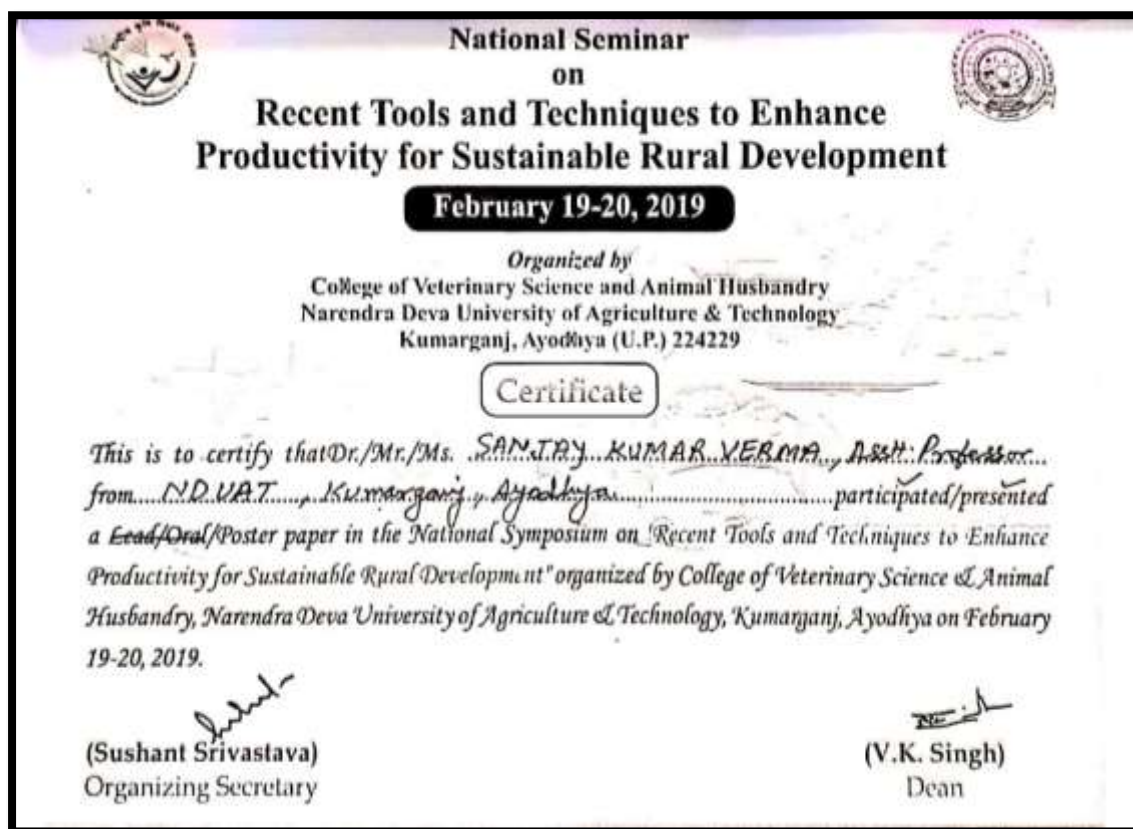 National Seminar
on
Recent Tools and Techniques to Enhance
Productivity for Sustainable Rural Development
February 19-20, 2019
Organized by
College of Veterinary Science and Animal Husbandry
Narendra Deva University of Agriculture & Technology
Kumarganj, Ayodhya (U.P.) 224229
Certificate
This is to certify that Dr./Mr./Ms. SANJAY KUMAR VERMA, Asstt. Professor
from NDUAT, Kumarganj, Ayodhya participated/presented
a Lead/Oral/Poster paper in the National Symposium on "Recent Tools and Techniques to Enhance
Productivity for Sustainable Rural Development" organized by College of Veterinary Science & Animal
Husbandry, Narendra Deva University of Agriculture & Technology, Kumarganj, Ayodhya on February
19-20, 2019.
(Sushant Srivastava)
Organizing Secretary
(V.K. Singh)
Dean